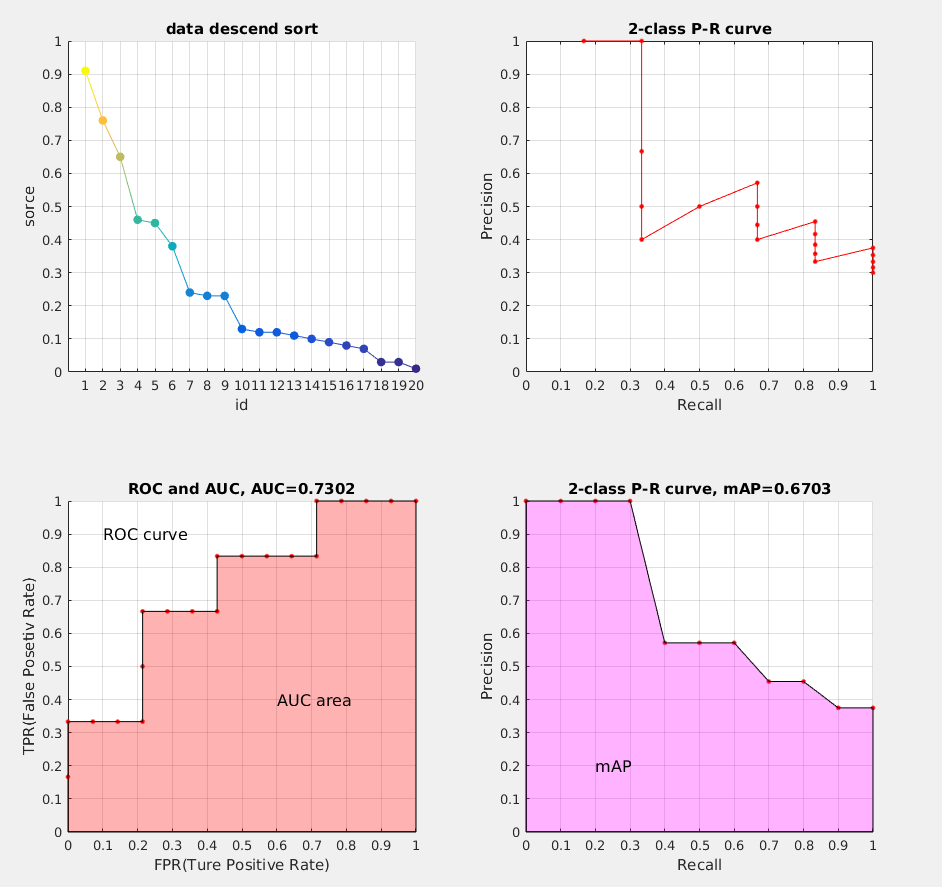 data descend sort
1
0.9
0.8
0.7
0.6
0.5
0.4
0.3
0.2
0.1
0
sorce
1 2 3 4 5 6 7 8 9 10 11 12 13 14 15 16 17 18 19 20
id
2-class P-R curve
1
0.9
0.8
0.7
0.6
0.5
0.4
0.3
0.2
0.1
0
Precision
0 0.1 0.2 0.3 0.4 0.5 0.6 0.7 0.8 0.9 1
Recall
ROC and AUC, AUC=0.7302
1
0.9
0.8
0.7
0.6
0.5
0.4
0.3
0.2
0.1
0
TPR(False Posetiv Rate)
ROC curve
AUC area
0 0.1 0.2 0.3 0.4 0.5 0.6 0.7 0.8 0.9 1
FPR(Ture Positive Rate)
2-class P-R curve, mAP=0.6703
1
0.9
0.8
0.7
0.6
0.5
0.4
0.3
0.2
0.1
0
Precision
mAP
0 0.1 0.2 0.3 0.4 0.5 0.6 0.7 0.8 0.9 1
Recall